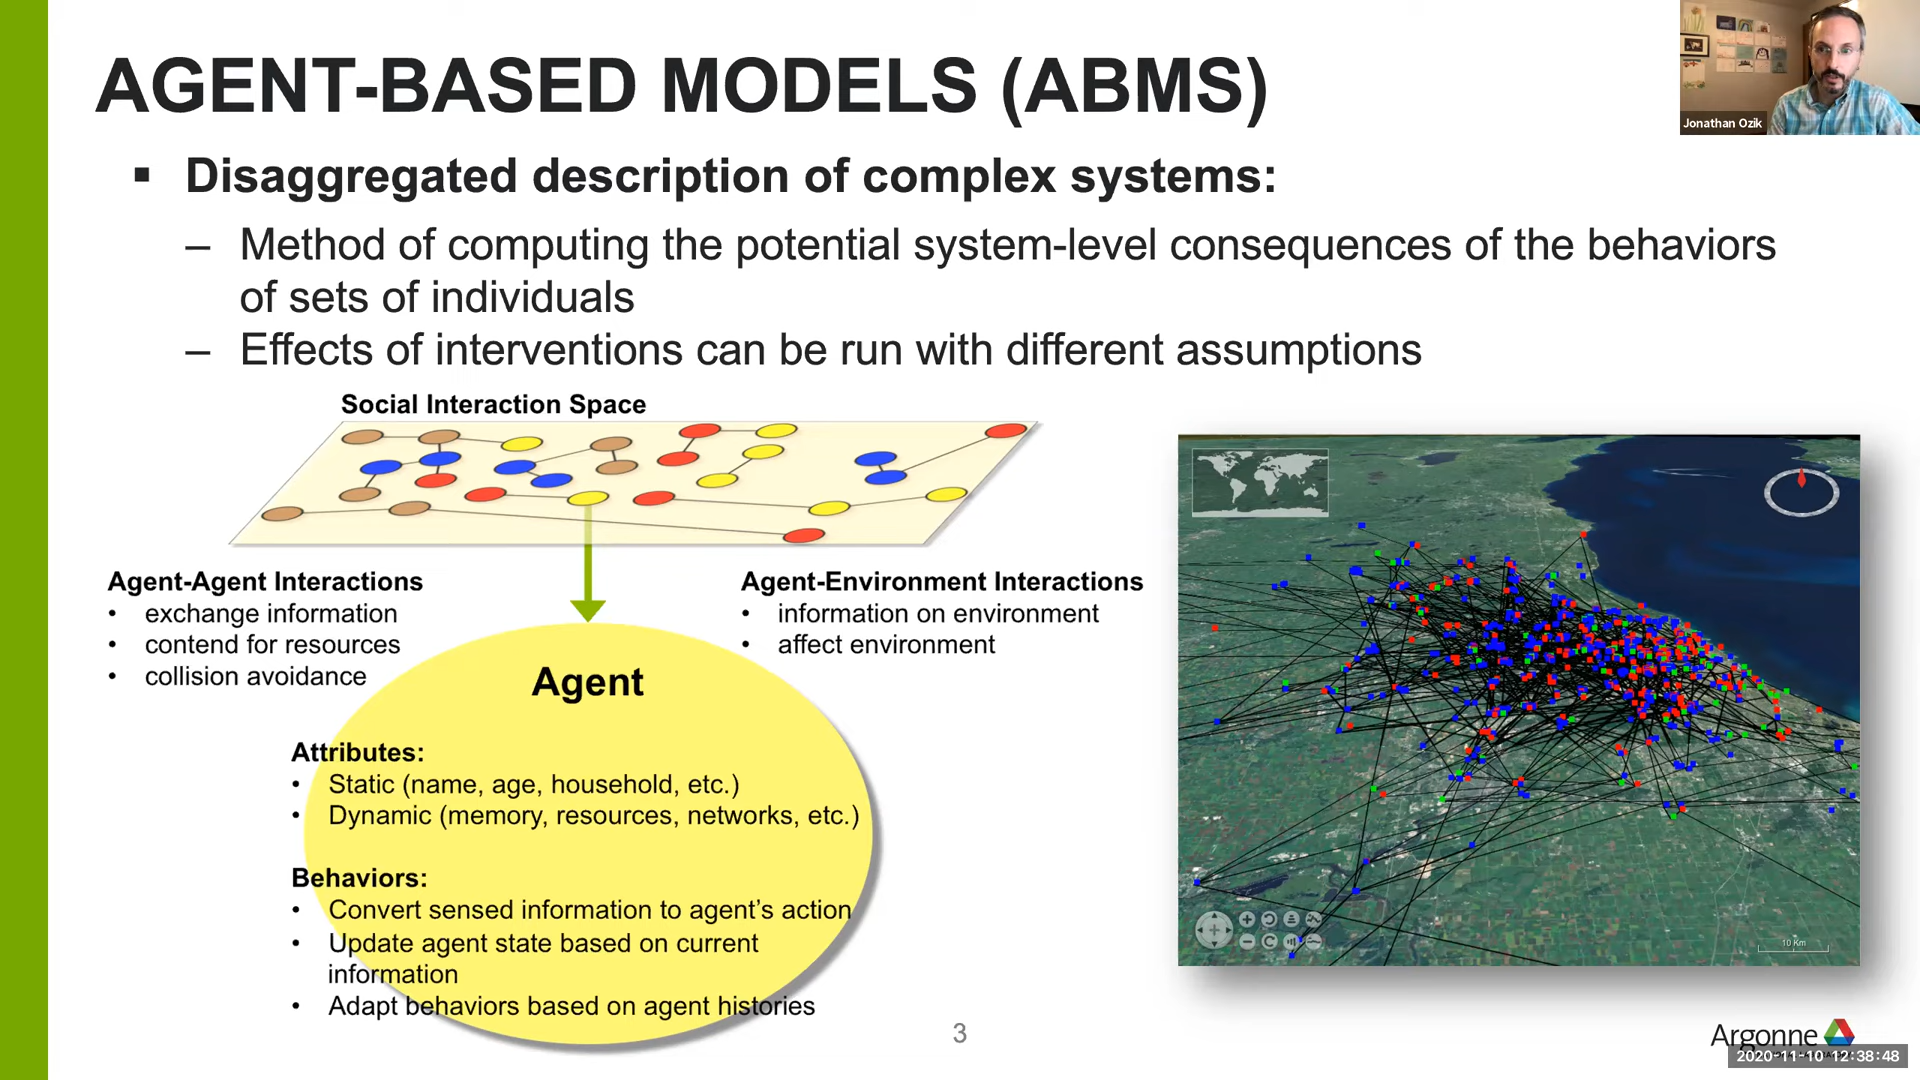 AGENT-BASED MODELS (ABMS)
Jonathan Ozik
▪ Disaggregated description of complex systems:
– Method of computing the potential system-level consequences of the behaviors
of sets of individuals
– Effects of interventions can be run with different assumptions
Social Interaction Space
Agent-Agent Interactions
• exchange information
• contend for resources
• collision avoidance
Agent-Environment Interactions
• information on environment
• affect environment
Agent
Attributes:
• Static (name, age, household, etc.)
• Dynamic (memory, resources, networks, etc.)
Behaviors:
• Convert sensed information to agent’s action
• Update agent state based on current
information
• Adapt behaviors based on agent histories
10 Km
3
Argonne
2020-11-10 12:38:48